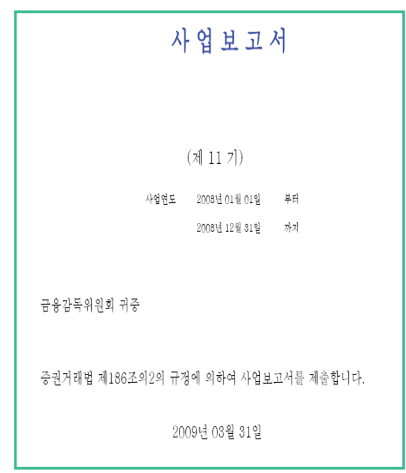 사 업 보 고 서
(제 11 기)
사업연도 2008년 01월 01일 부터
2008년 12월 31일 까지
금융감독위원회 귀중
증권거래법 제186조의2의 규정에 의하여 사업보고서를 제출합니다.
2009년 03월 31일